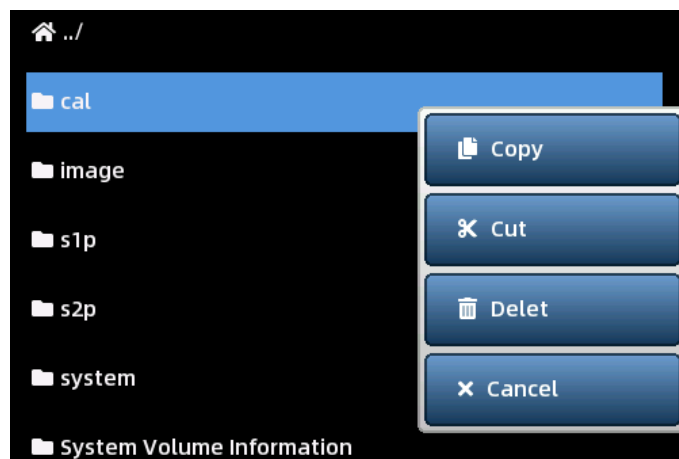 ../
cal
image
s1p
s2p
system
System Volume Information
Copy
Cut
Delet
Cancel